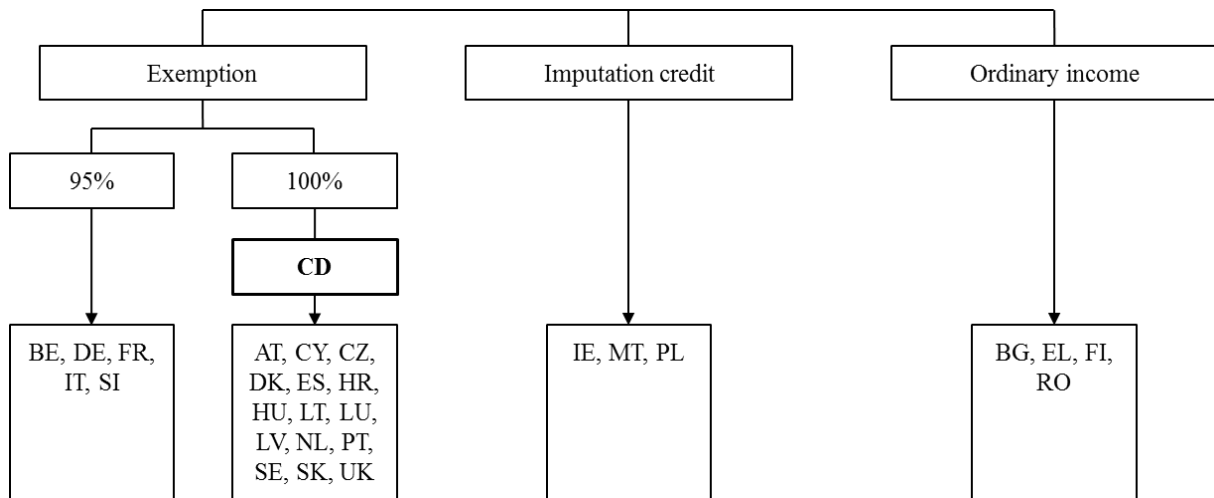 Exemption
Imputation credit
Ordinary income
95%
100%
CD
BE, DE, FR,
IT, SI
AT, CY, CZ,
DK, ES, HR,
HU, LT, LU,
LV, NL, PT,
SE, SK, UK
IE, MT, PL
BG, EL, FI,
RO